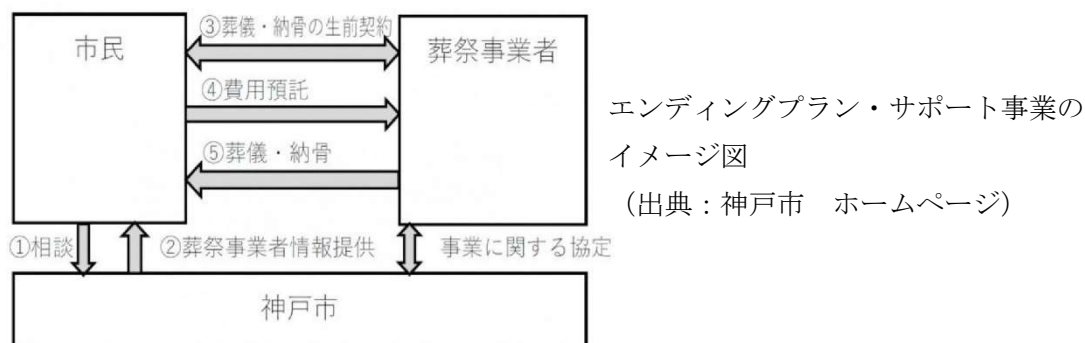 ③葬儀・納骨の生前契約
市民
葬祭事業者
④費用預託
⑤葬儀・納骨
①相談
②葬祭事業者情報提供
事業に関する協定
神戸市
エンディングプラン・サポート事業の
イメージ図
（出典：神戸市　ホームページ）